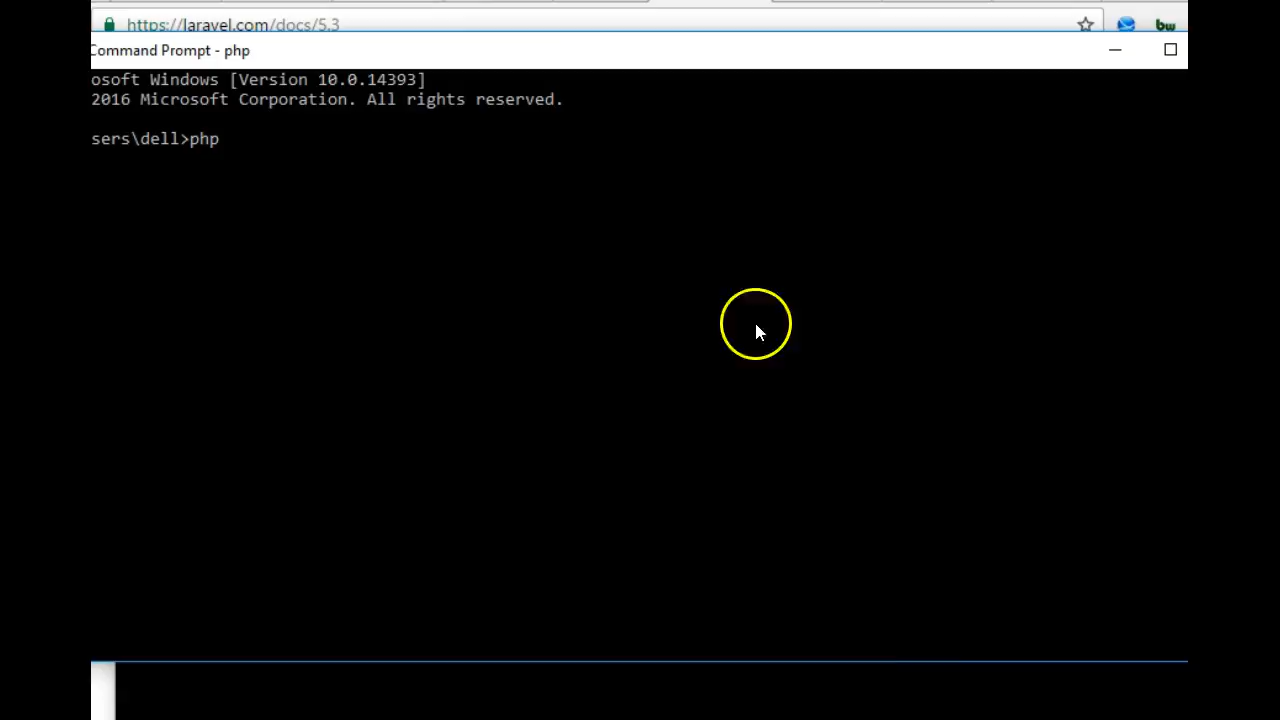 https://laravel.com/docs/5.3
bw
Command Prompt - php
osoft Windows [Version 10.0.14393]
2016 Microsoft Corporation. All rights reserved.
sers\dell>php